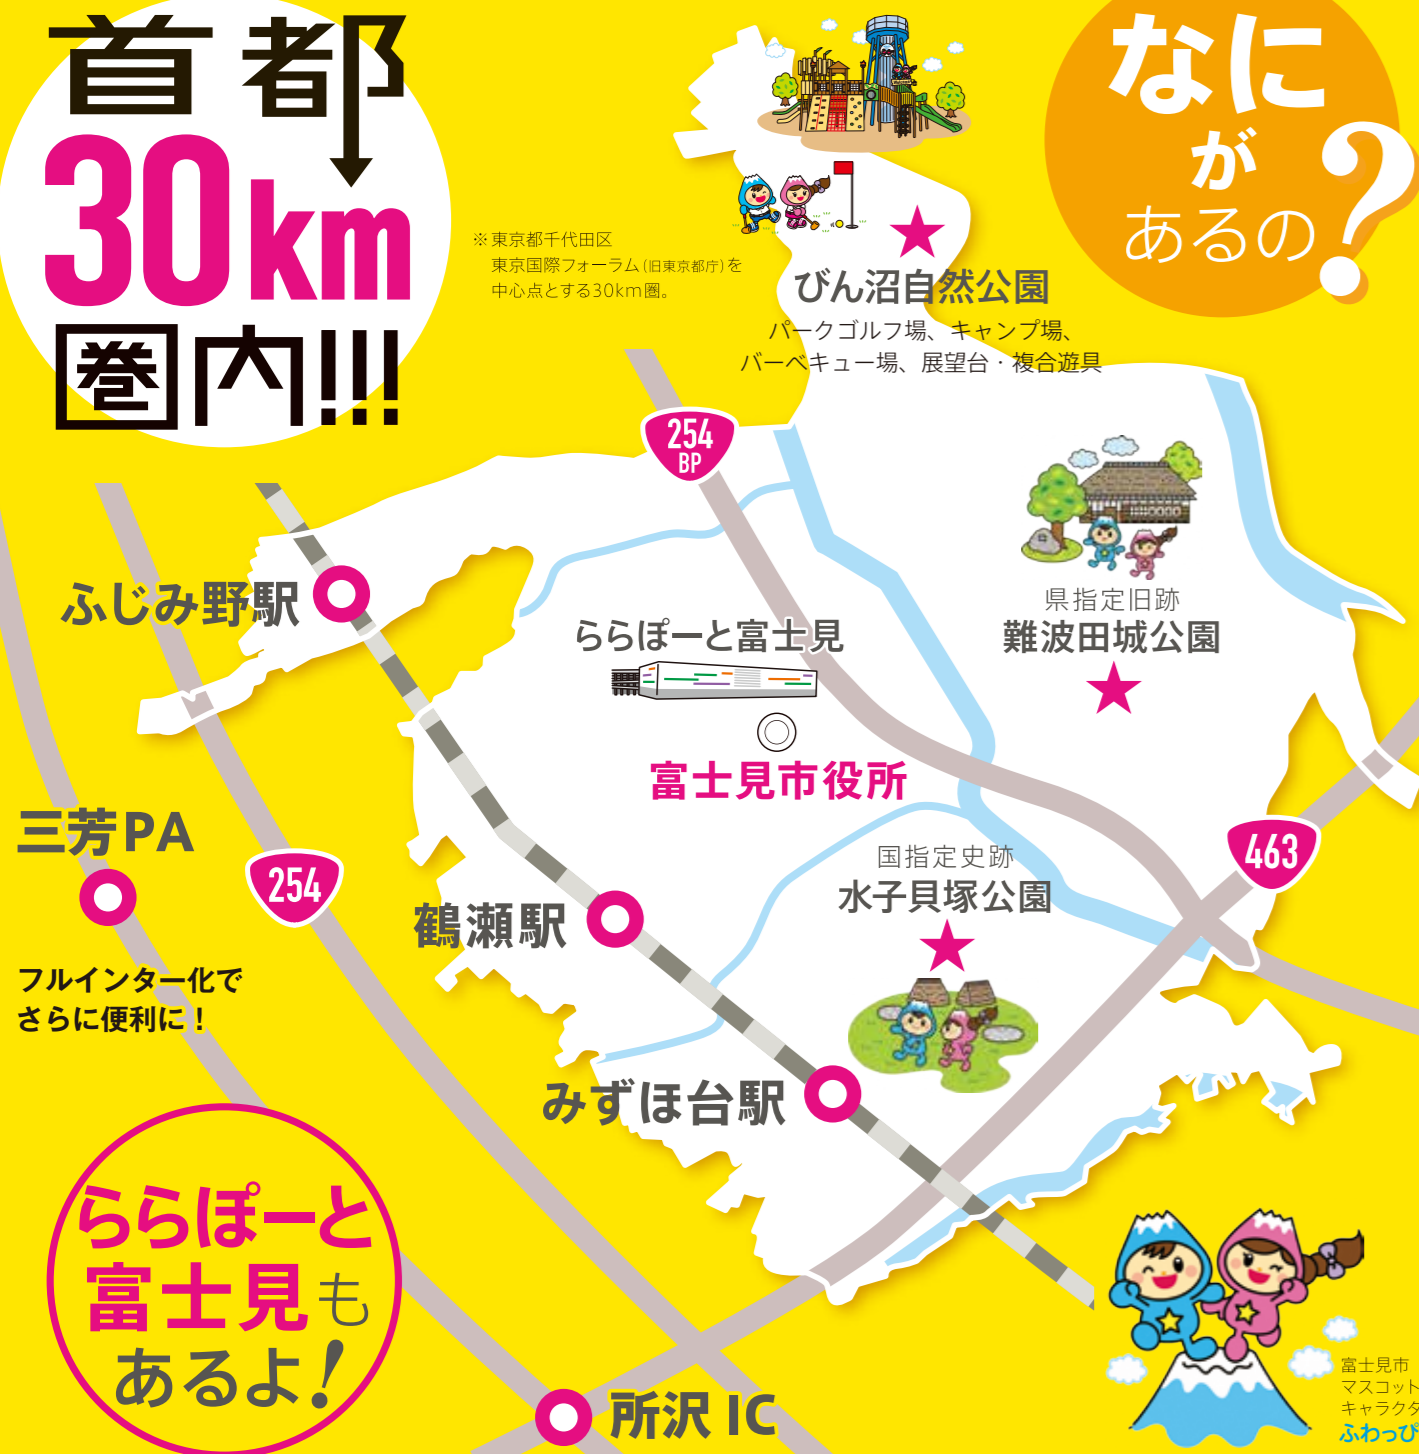 首都
30km
圏内!!!
※東京都千代田区
東京国際フォーラム(旧東京都庁)を
中心点とする30km圏。
なに
が
あるの?
びん沼自然公園
パークゴルフ場、キャンプ場、
バーベキュー場、展望台・複合遊具
254
BP
県指定旧跡
難波田城公園
ふじみ野駅
ららぽーと富士見
富士見市役所
三芳PA
254
463
国指定史跡
水子貝塚公園
鶴瀬駅
フルインター化で
さらに便利に!
みずほ台駅
ららぽーと
富士見も
あるよ!
所沢IC
富士見市
マスコット
キャラクタ
ふわっぴ